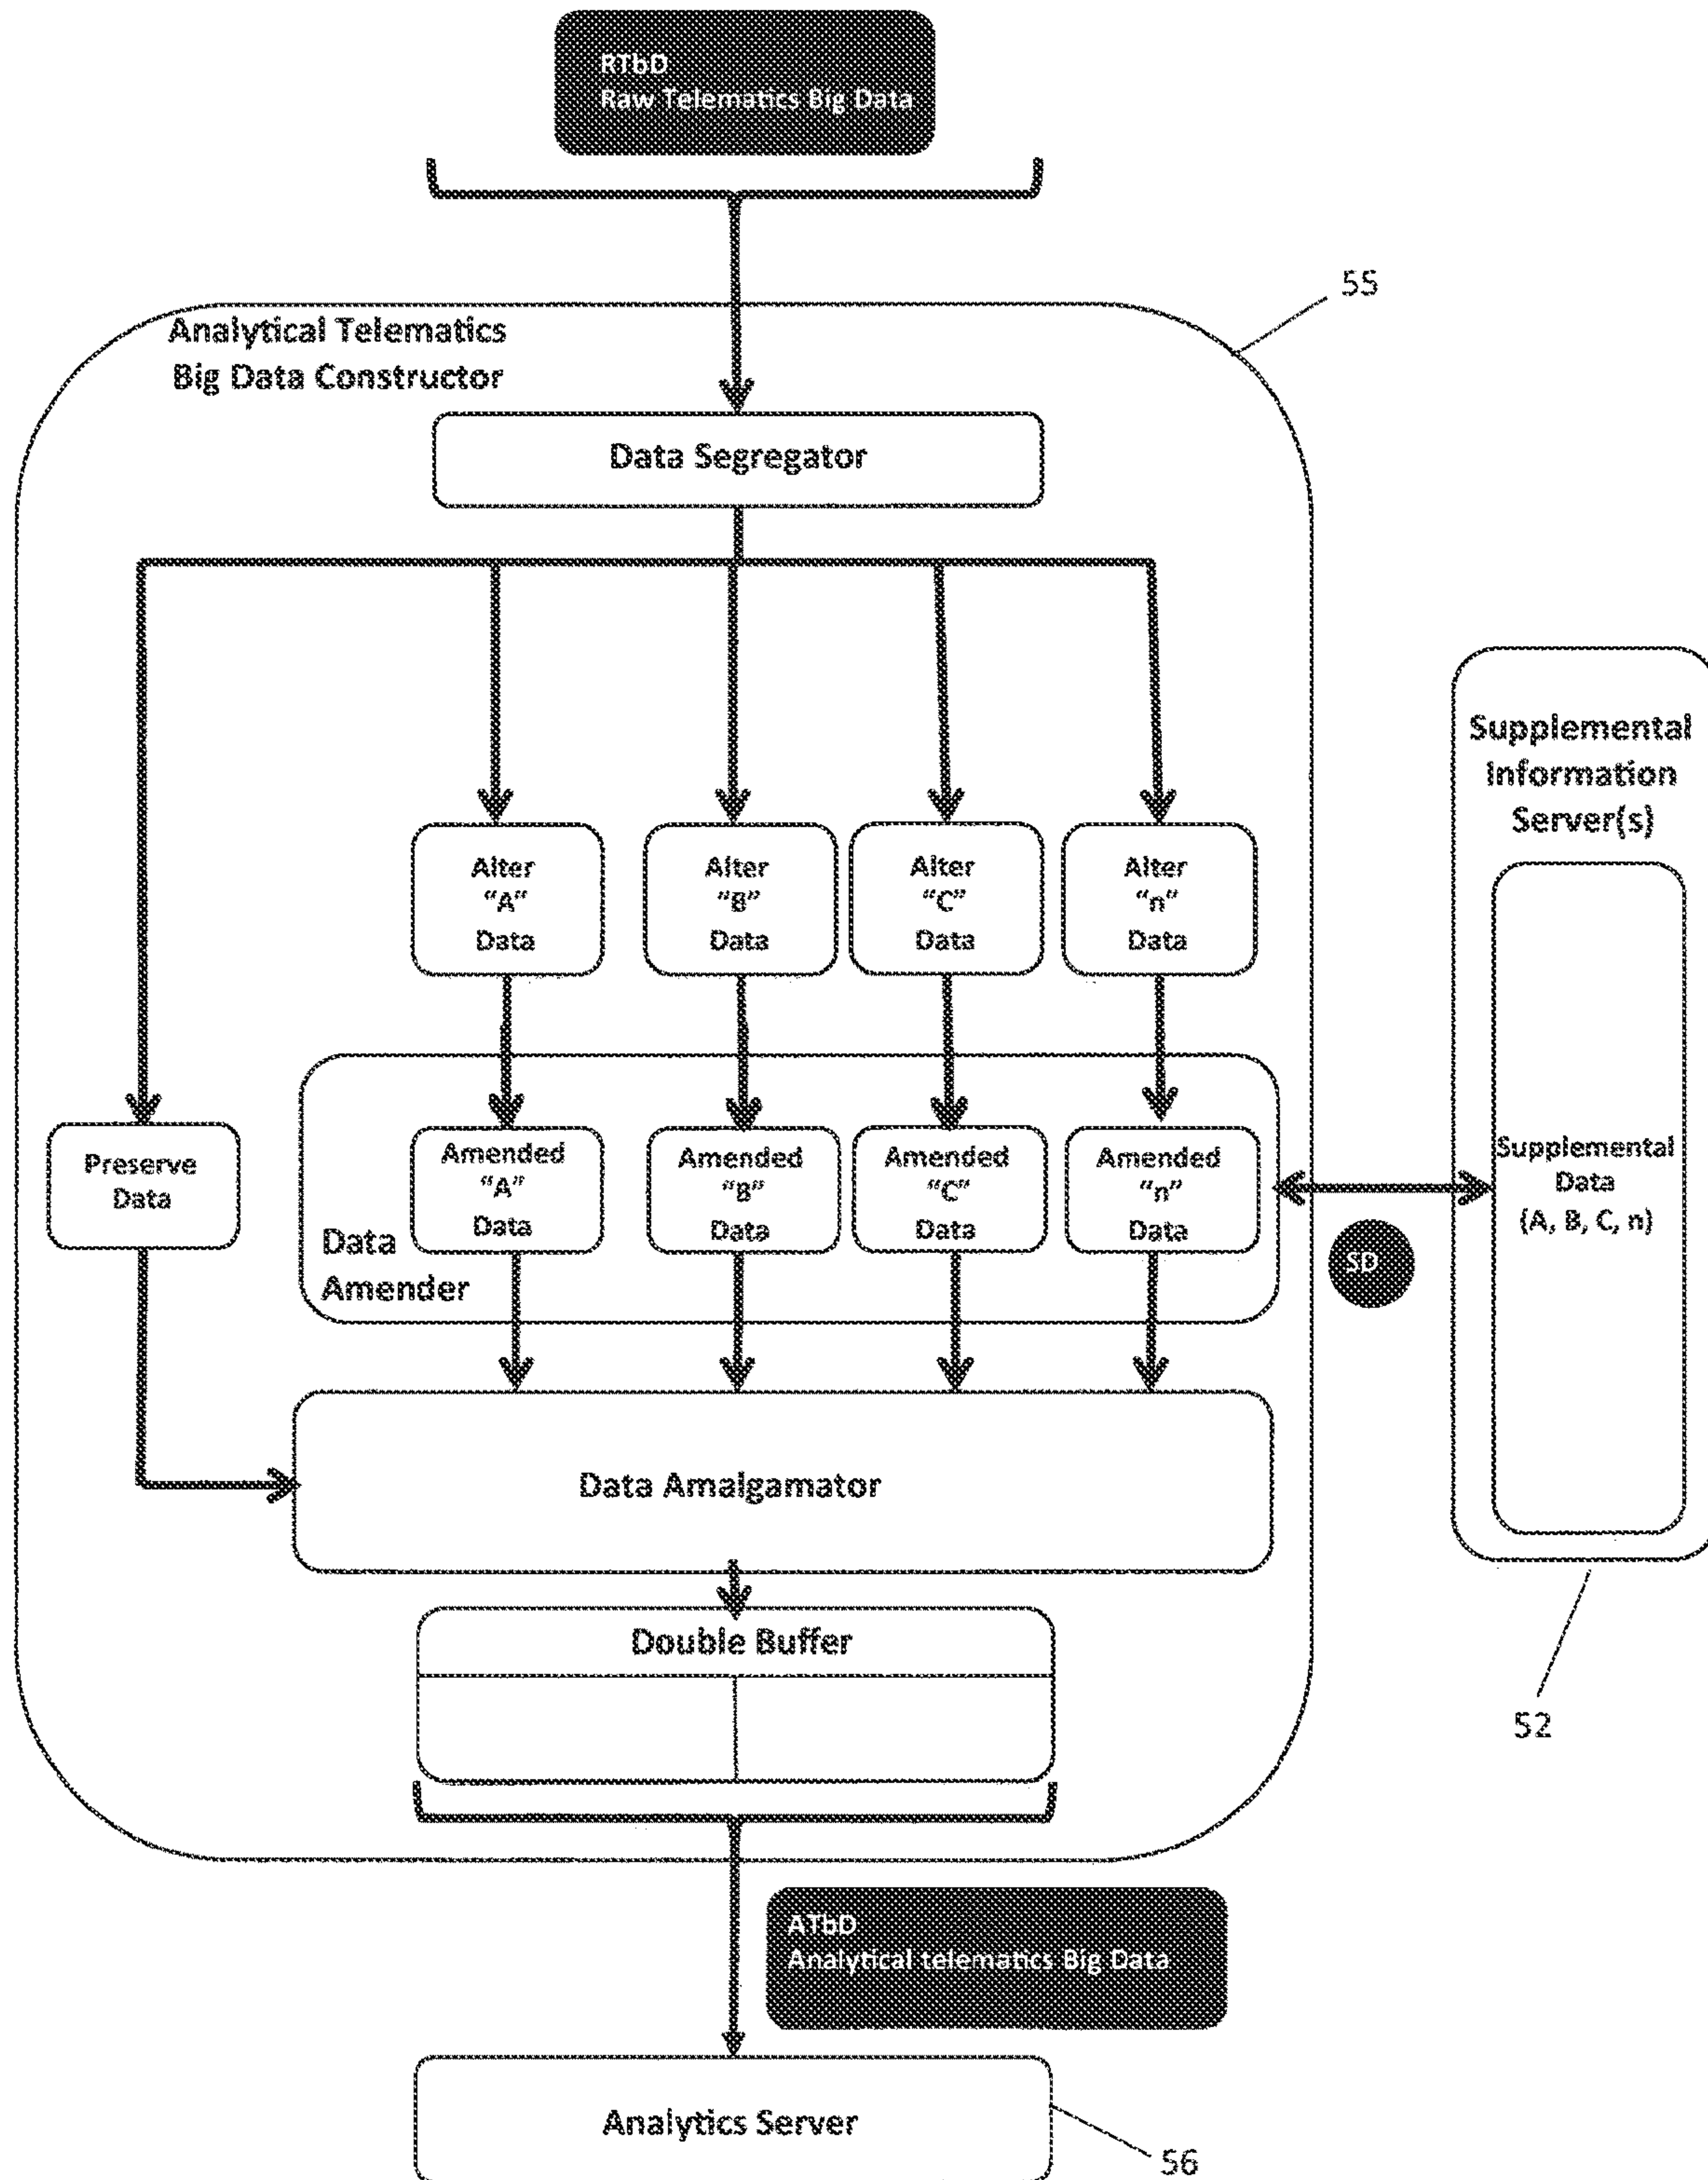 RTbD
Raw Telematics Big Data
55
Analytical Telematics
Big Data Constructor
Data Segregator
Supplemental
Information
Server(s)
Alter
“A”
Data
Alter
“B”
Data
Alter
“C”
Data
Alter
“n”
Data
Preserve
Data
Amended
“A”
Data
Amended
“B”
Data
Amended
“C”
Data
Amended
“n”
Data
Data
Amender
Supplemental
Data
(A, B, C, n)
SD
Data Amalgamator
Double Buffer
52
ATbD
Analytical telematics Big Data
Analytics Server
56